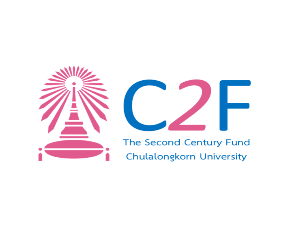 C2F
The Second Century Fund
Chulalongkorn University